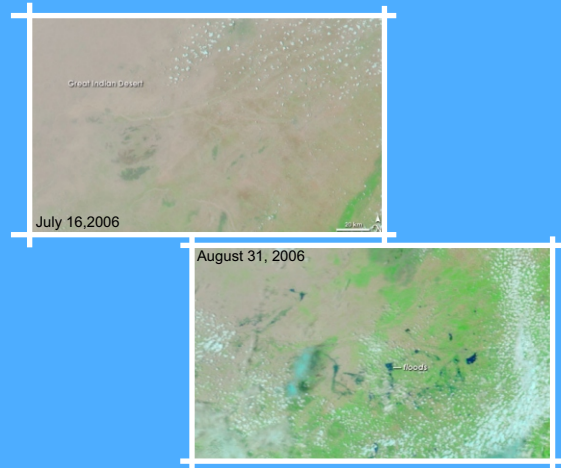 Great Indian Desert
July 16,2006
20 km
N
August 31, 2006
floods